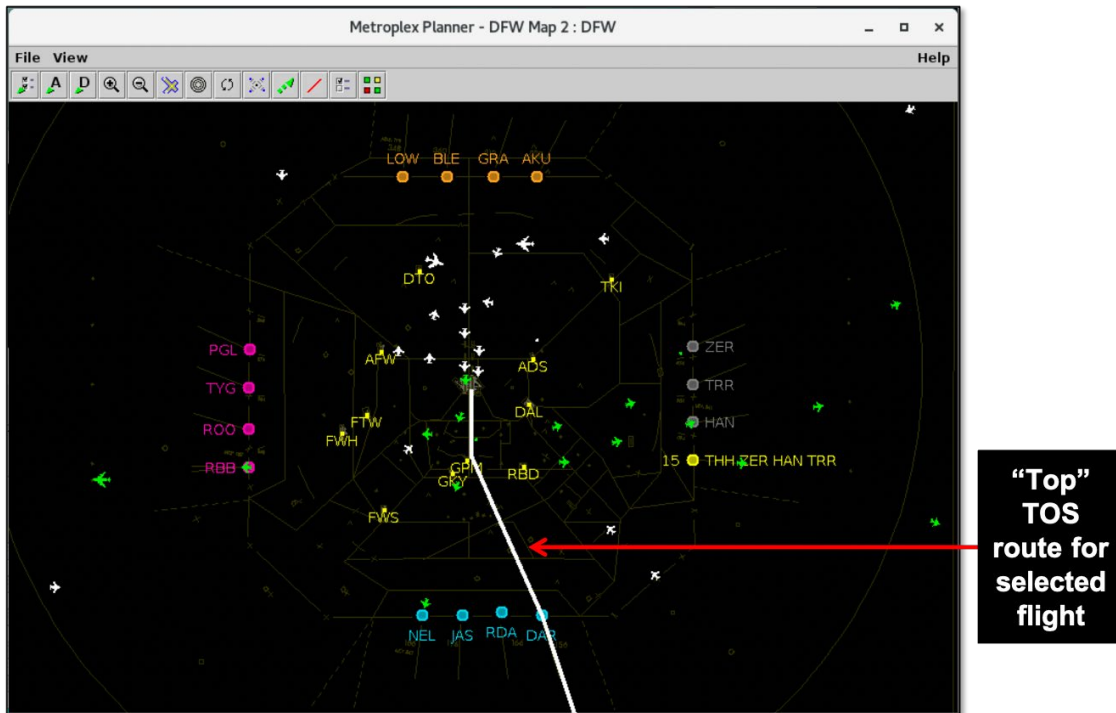 Metroplex Planner - DFW Map 2 : DFW
File View Help
A D
LOW BLE GRA AKU
DTO
TKI
PGL
AFW
ZER
ADS
TYG
TRR
DAL
FTW
HAN
ROO
FWH
RBB
GPM
RBD
15 THH ZER HAN TRR
GKY
FWS
NEL JAS RDA DAR
“Top”
TOS
route for
selected
flight